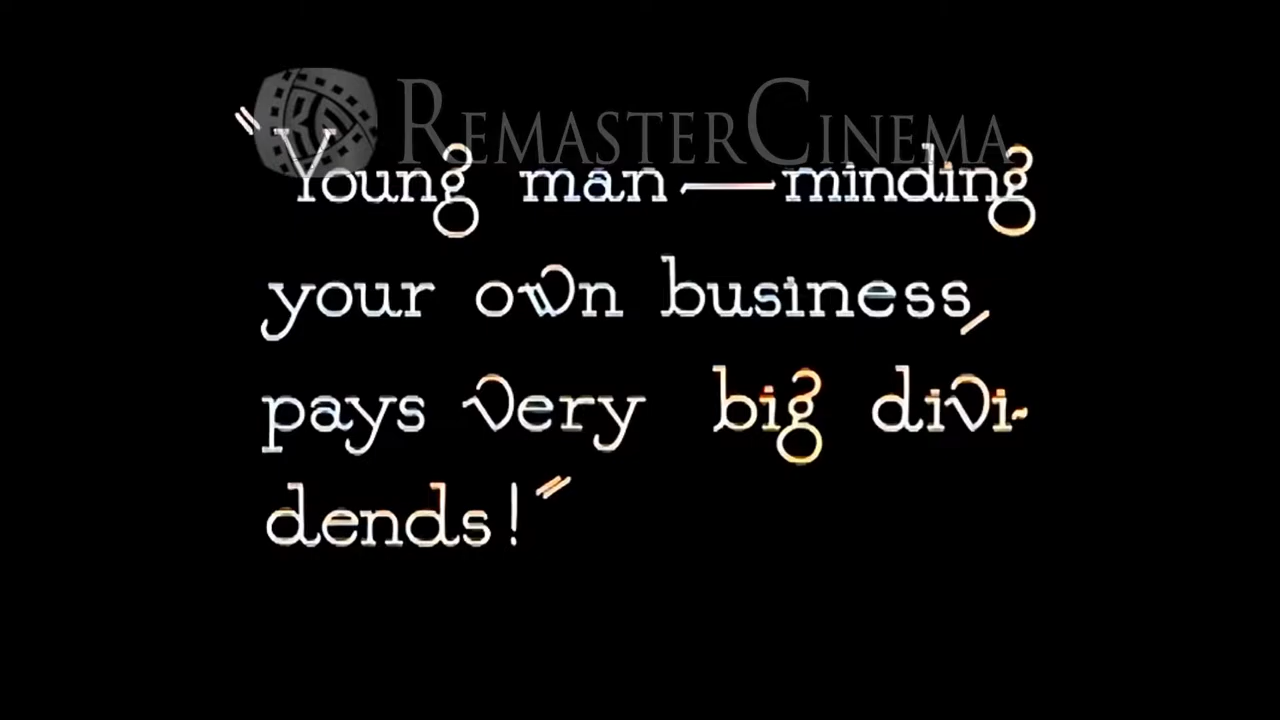 REMASTERCINEMA
"Young man—minding
your own business,
pays very big divi-
dends!"